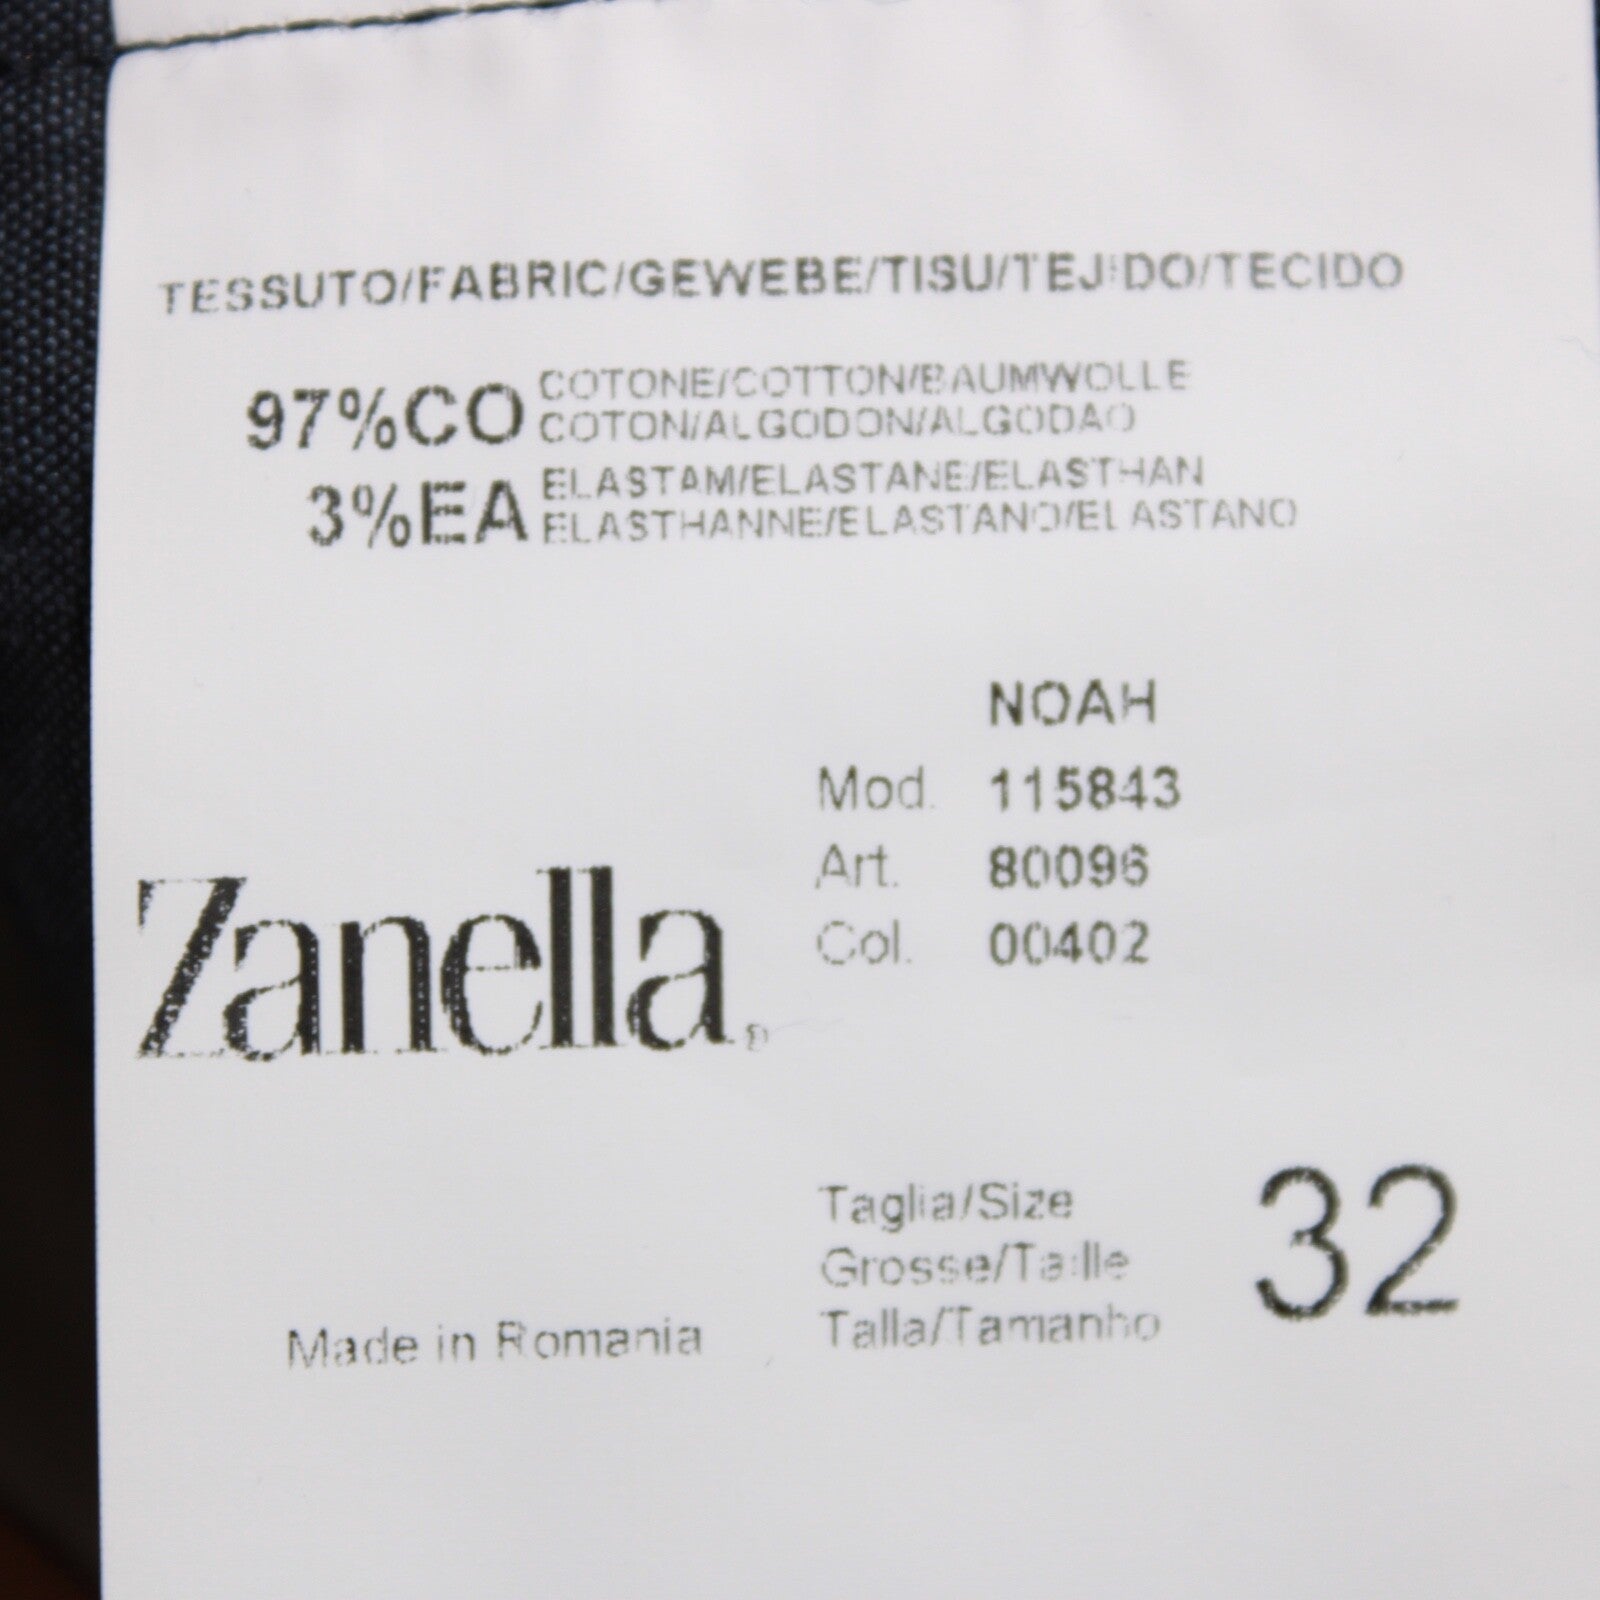 TESSUTO/FABRIC/GEWEBE/TISU/TEJIDO/TECIDO
97%CO COTONE/COTTON/BAUMWOLLE
COTON/ALGODON/ALGODAO
3%EA ELASTAM/ELASTANE/ELASTHAN
ELASTHANNE/ELASTANO/ELASTANO
NOAH
Mod. 115843
Art. 80096
Col. 00402
Zanella®
Taglia/Size
Grosse/Taille
Talla/Tamanho
32
Made in Romania